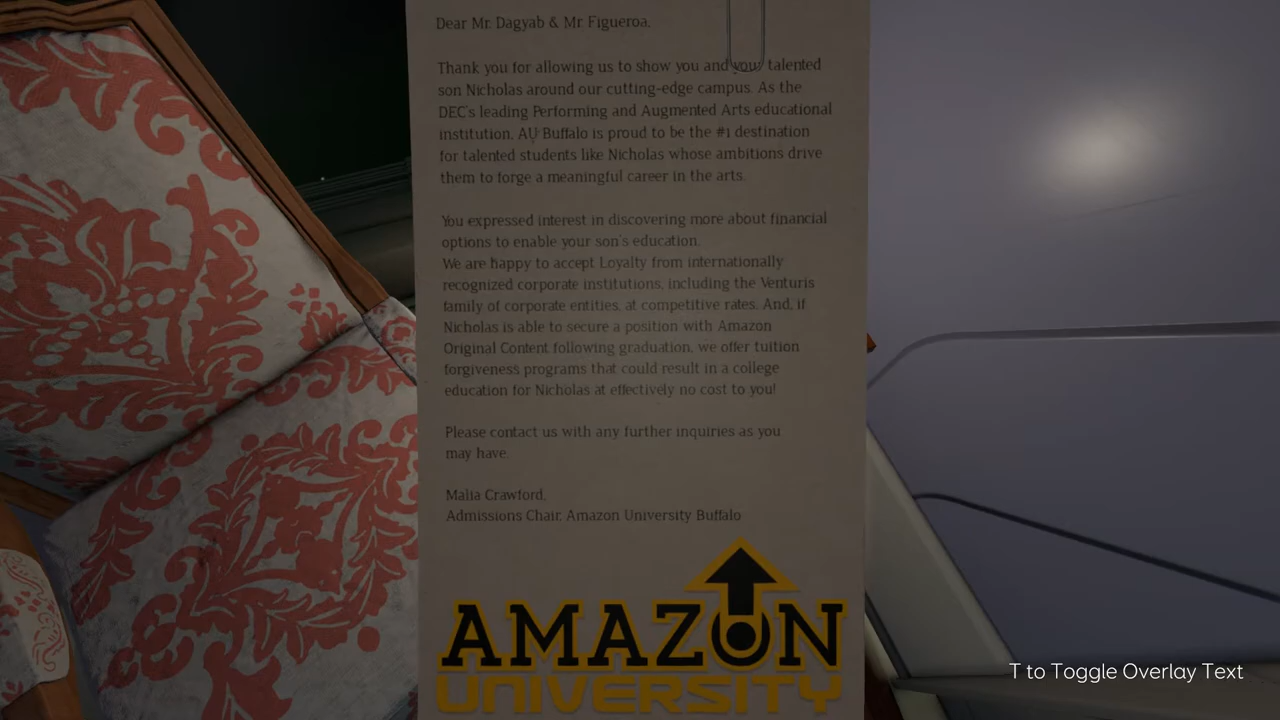 Dear Mr. Dagyab & Mr. Figueroa,
Thank you for allowing us to show you and your talented
son Nicholas around our cutting-edge campus. As the
DEC's leading Performing and Augmented Arts educational
institution, AU Buffalo is proud to be the #1 destination
for talented students like Nicholas whose ambitions drive
them to forge a meaningful career in the arts.
You expressed interest in discovering more about financial
options to enable your son's education.
We are happy to accept Loyalty from internationally
recognized corporate institutions, including the Venturis
family of corporate entities, at competitive rates. And, if
Nicholas is able to secure a position with Amazon
Original Content following graduation, we offer tuition
forgiveness programs that could result in a college
education for Nicholas at effectively no cost to you!
Please contact us with any further inquiries as you
may have.
Malia Crawford,
Admissions Chair, Amazon University Buffalo
AMAZON
UNIVERSITY
T to Toggle Overlay Text